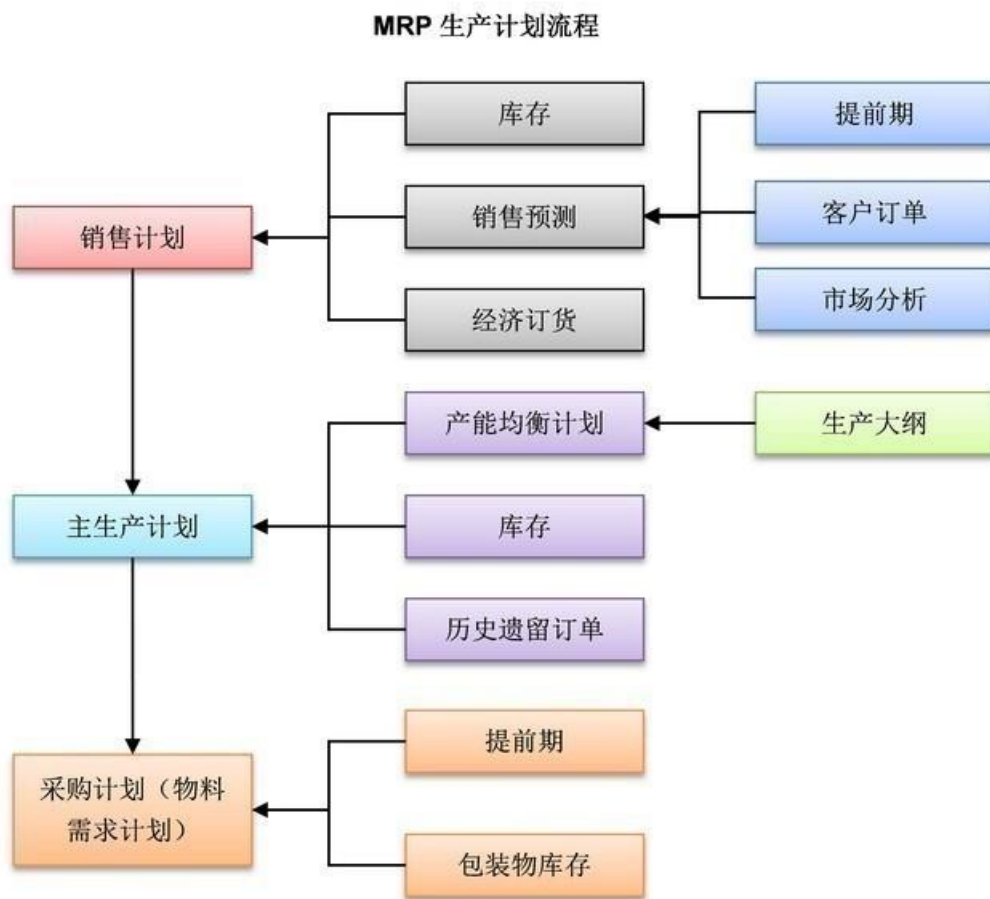 MRP 生产计划流程
库存
提前期
销售预测
客户订单
销售计划
市场分析
经济订货
产能均衡计划
生产大纲
主生产计划
库存
历史遗留订单
提前期
采购计划（物料
需求计划）
包装物库存